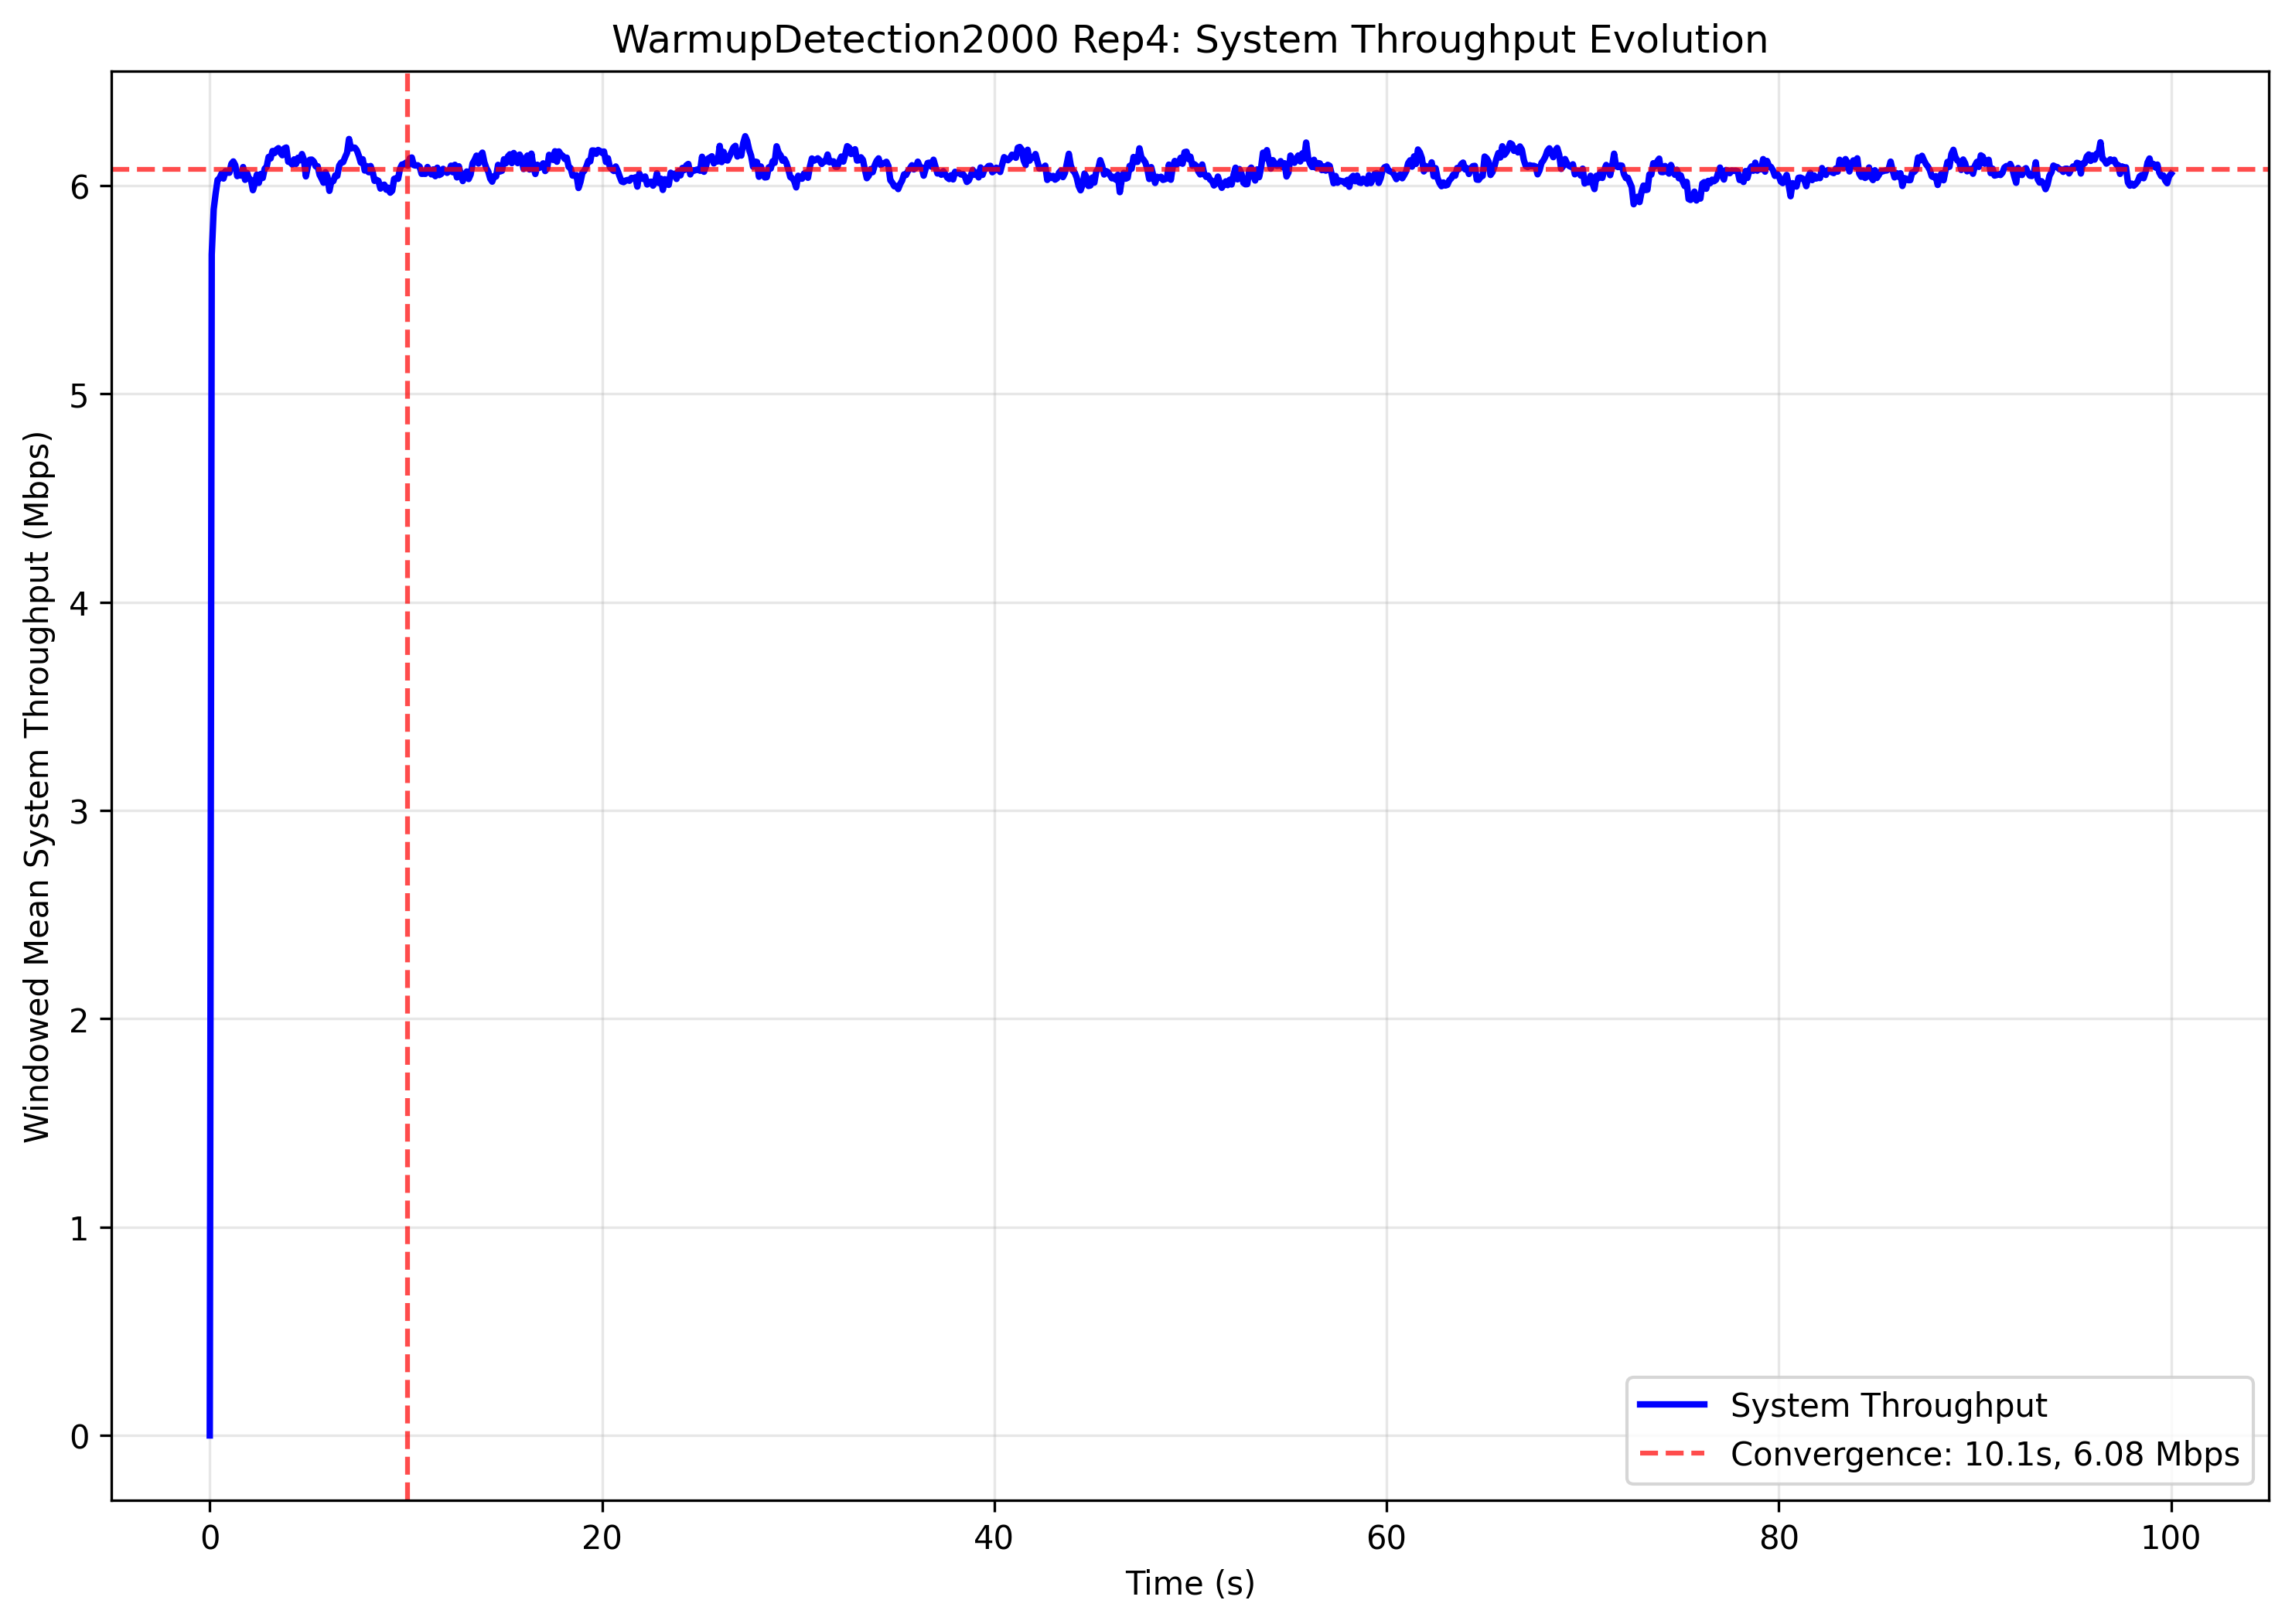 WarmupDetection2000 Rep4: System Throughput Evolution
Windowed Mean System Throughput (Mbps)
6
5
4
3
2
1
0
System Throughput
Convergence: 10.1s, 6.08 Mbps
0 20 40 60 80 100
Time (s)